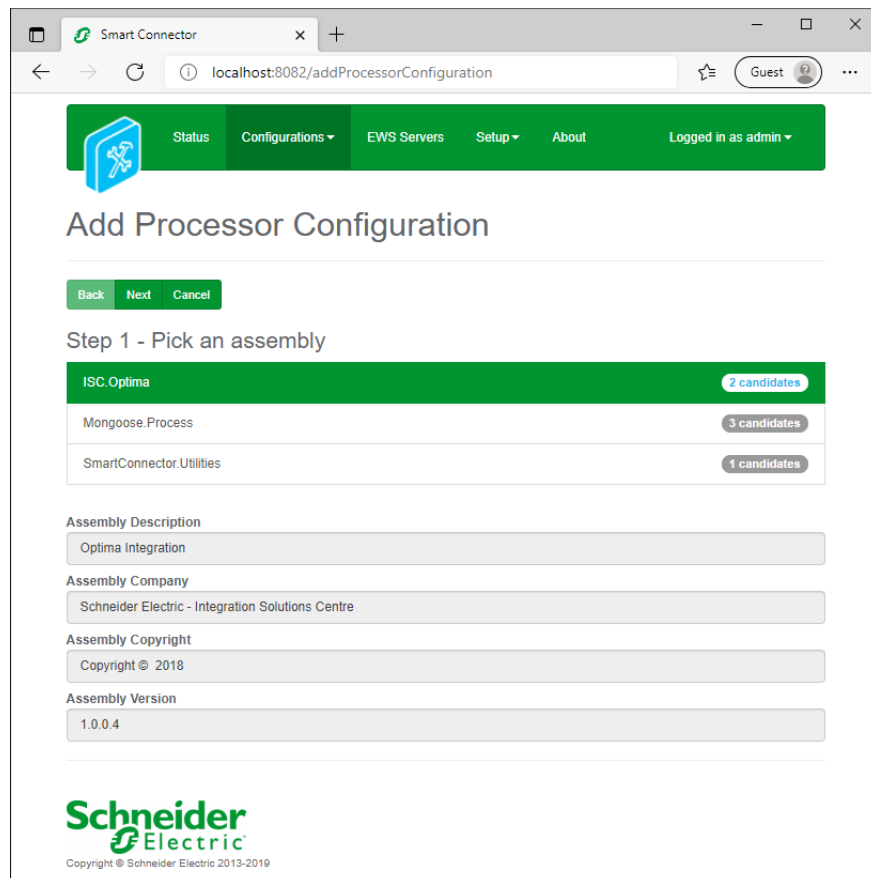 Smart Connector
localhost:8082/addProcessorConfiguration
Guest
Status Configurations EWS Servers Setup About Logged in as admin
Add Processor Configuration
Back Next Cancel
Step 1 - Pick an assembly
ISC.Optima 2 candidates
Mongoose.Process 3 candidates
SmartConnector.Utilities 1 candidates
Assembly Description
Optima Integration
Assembly Company
Schneider Electric - Integration Solutions Centre
Assembly Copyright
Copyright © 2018
Assembly Version
1.0.0.4
Schneider
Electric
Copyright © Schneider Electric 2013-2019